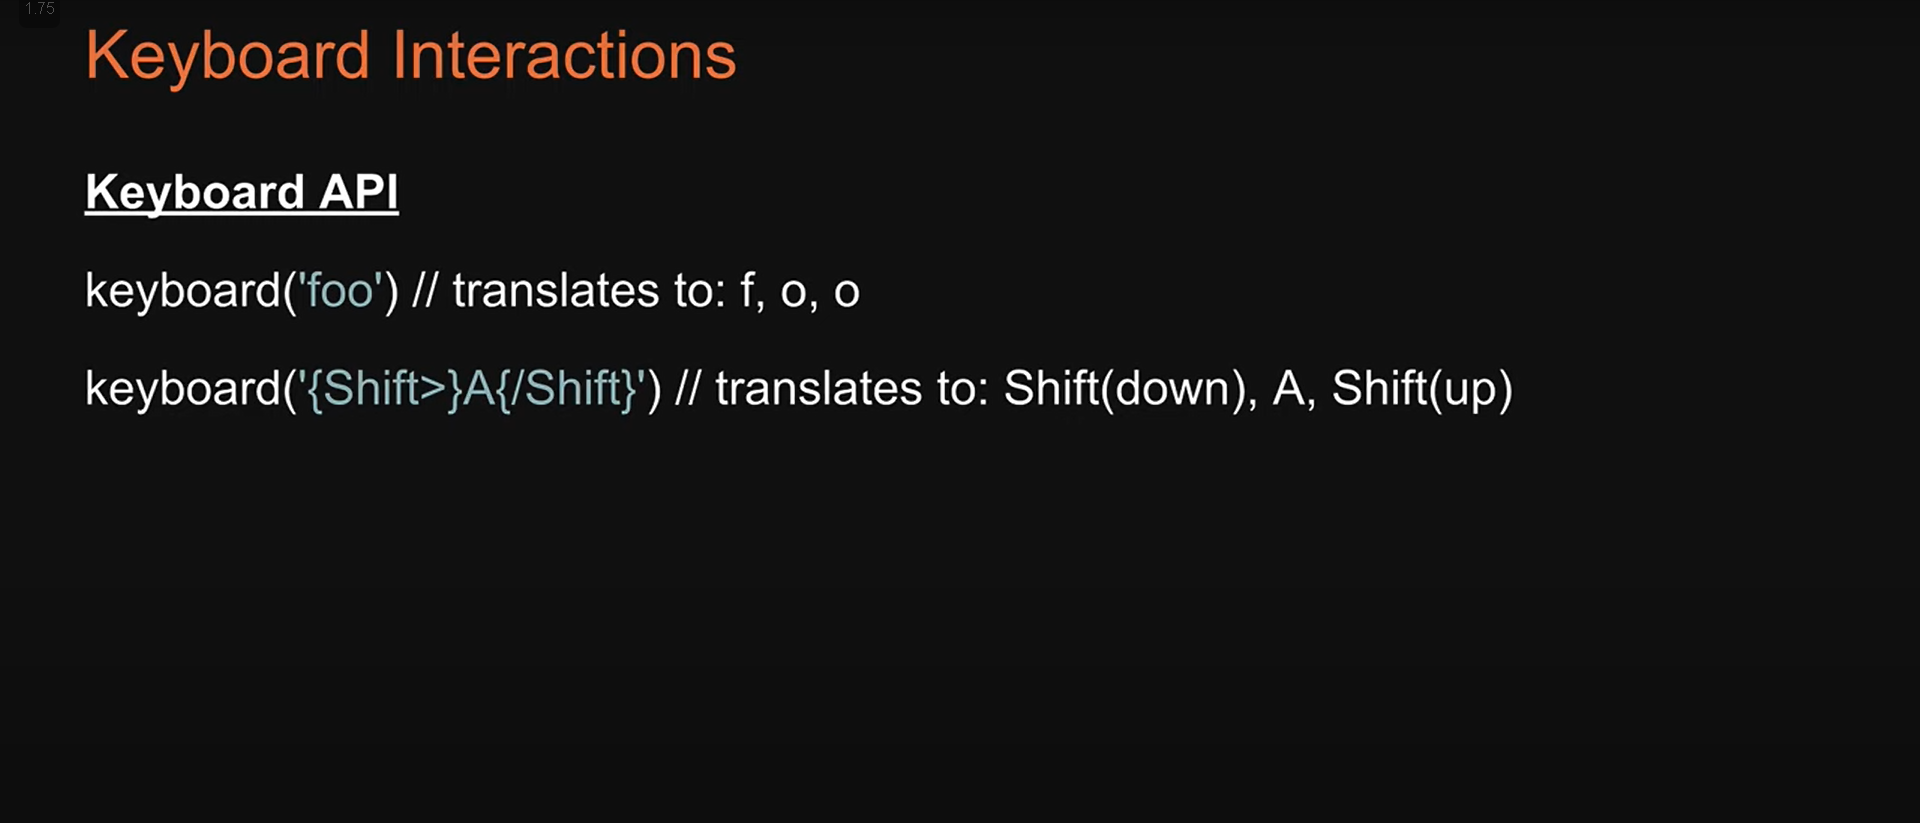 1.75
Keyboard Interactions
Keyboard API
keyboard('foo') // translates to: f, o, o
keyboard('{Shift>}A{/Shift}') // translates to: Shift(down), A, Shift(up)